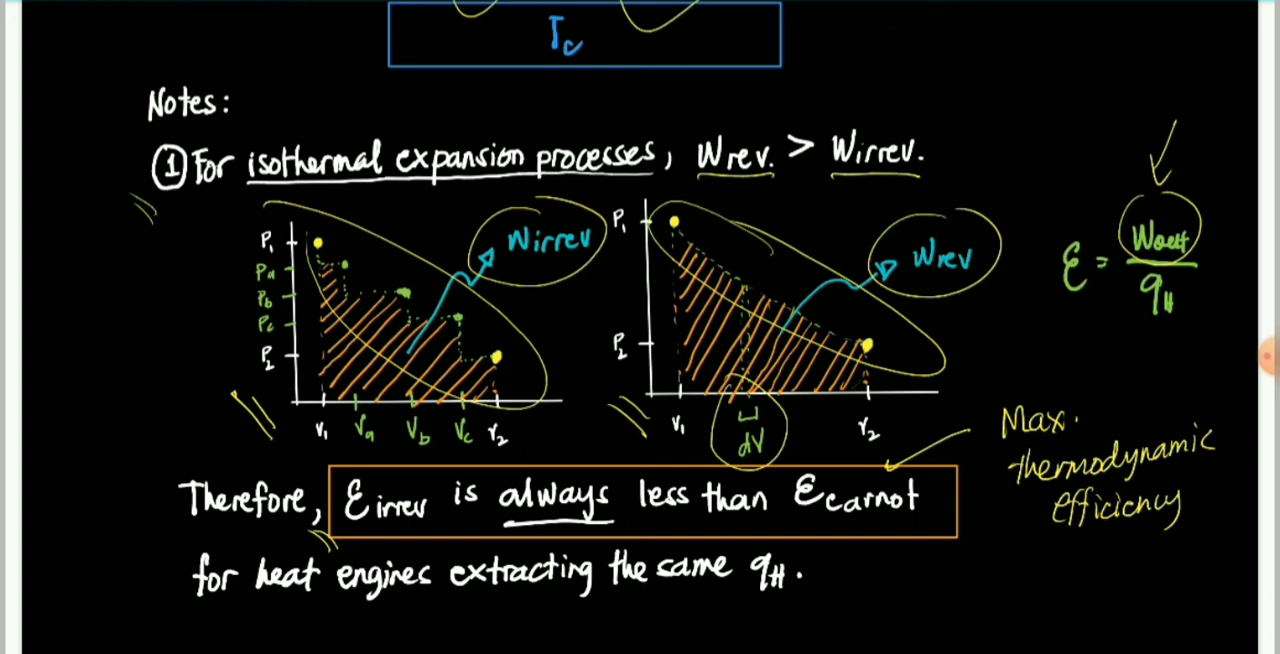 Tc
Notes:
① For isothermal expansion processes, Wrev. > Wirrev.
P₁
Pa
Pb
Pc
P₂
Wirrev
V₁ Va Vb Vc V₂
P₁
P₂
Wrev
V₁ dV V₂
ε = Wout / qH
Max.
thermodynamic
efficiency
Therefore, εirrev is always less than εcarnot
for heat engines extracting the same qH.